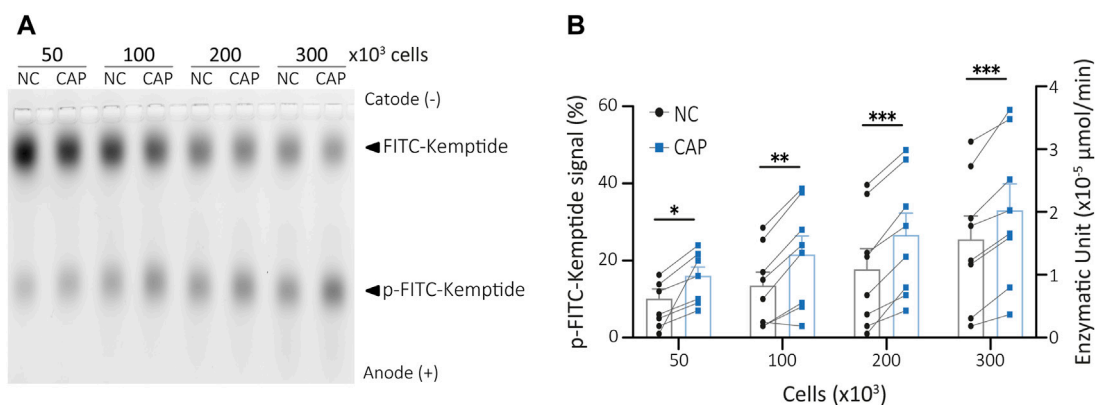 A
50 100 200 300 x10³ cells
NC CAP NC CAP NC CAP NC CAP
Catode (-)
FITC-Kemptide
p-FITC-Kemptide
Anode (+)
B
p-FITC-Kemptide signal (%)
60
40
20
0
NC
CAP
*
**
***
***
4
3
2
1
0
Enzymatic Unit (x10⁻⁵ µmol/min)
50 100 200 300
Cells (x10³)